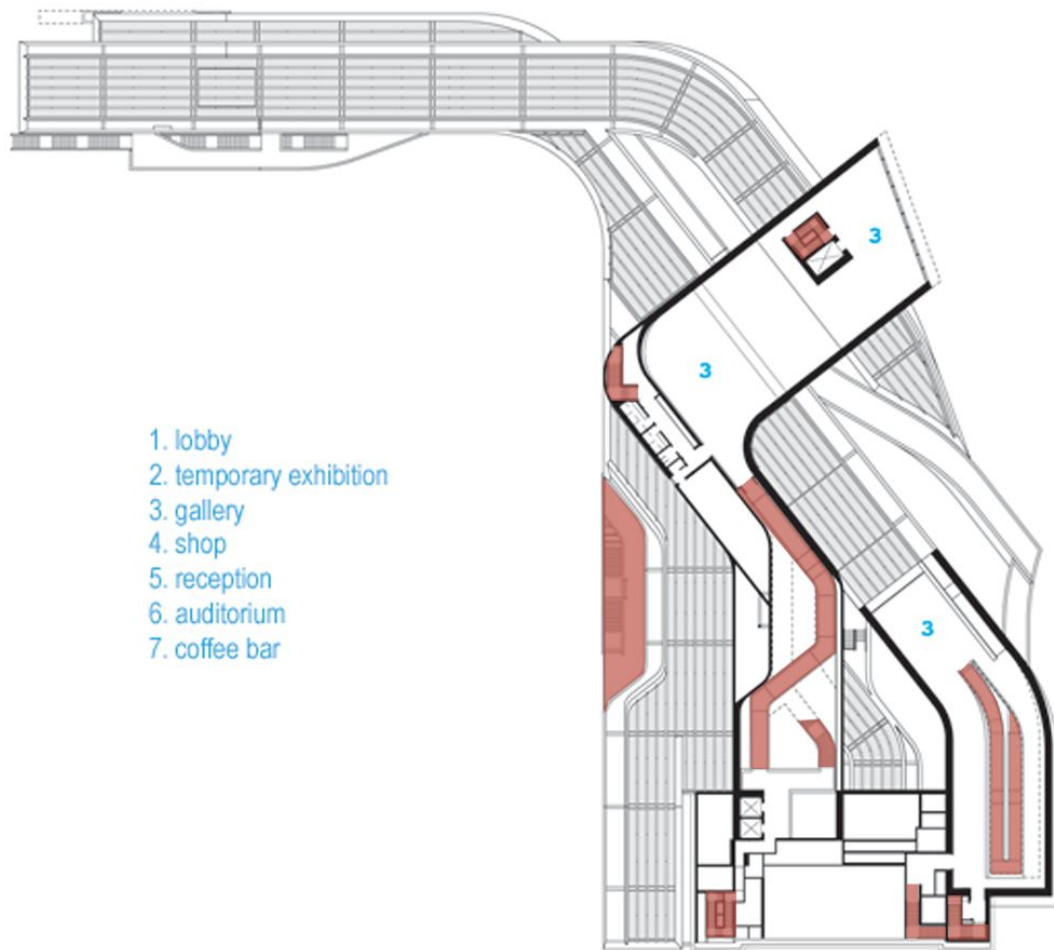 3
3
1. lobby
2. temporary exhibition
3. gallery
4. shop
5. reception
6. auditorium
7. coffee bar
3